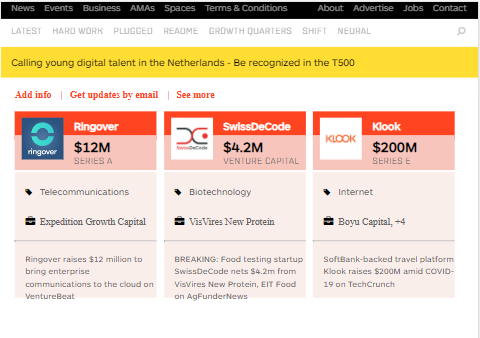 News Events Business AMAs Spaces Terms & Conditions About Advertise Jobs Contact
LATEST HARD WORK PLUGGED README GROWTH QUARTERS SHIFT NEURAL
Calling young digital talent in the Netherlands - Be recognized in the T500
Add info | Get updates by email | See more
ringover
Ringover
$12M
SERIES A
Telecommunications
Expedition Growth Capital
Ringover raises $12 million to
bring enterprise
communications to the cloud on
VentureBeat
SwissDeCode
SwissDeCode
$4.2M
VENTURE CAPITAL
Biotechnology
VisVires New Protein
BREAKING: Food testing startup
SwissDeCode nets $4.2m from
VisVires New Protein, EIT Food
on AgFunderNews
KLOOK
Klook
$200M
SERIES E
Internet
Boyu Capital, +4
SoftBank-backed travel platform
Klook raises $200M amid COVID-
19 on TechCrunch